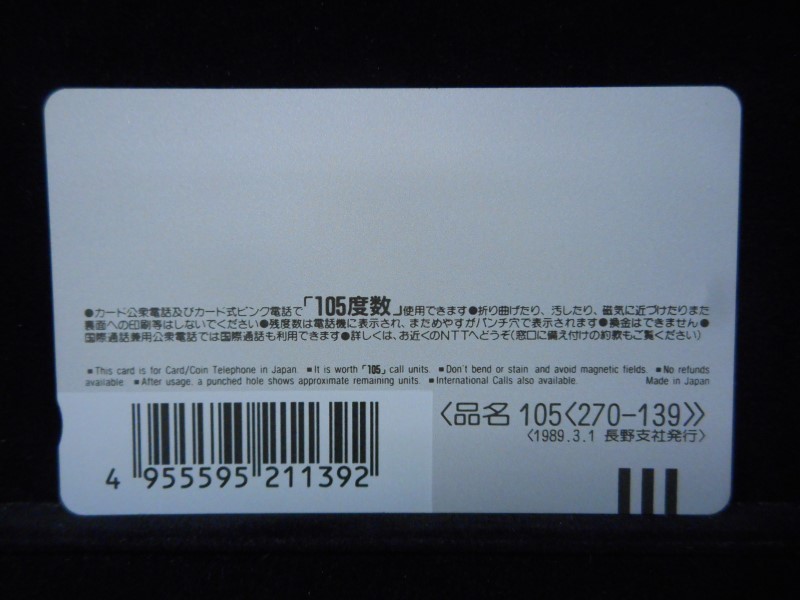 ●カード公衆電話及びカード式ピンク電話で「105度数」使用できます●折り曲げたり、汚したり、磁気に近づけたりまた
裏面への印刷等はしないでください●残度数は電話機に表示され、まためやすがパンチ穴で表示されます●換金はできません●
国際通話兼用公衆電話では国際通話も利用できます●詳しくは、お近くのNTTへどうぞ(窓口に備え付けの約款もご覧ください)
■This card is for Card/Coin Telephone in Japan. ■It is worth「105」call units. ■Don't bend or stain and avoid magnetic fields. ■No refunds
available. ■After usage, a punched hole shows approximate remaining units. ■International Calls also available. Made in Japan
〈品名 105〈270-139〉〉
〈1989.3.1 長野支社発行〉
4 955595 211392